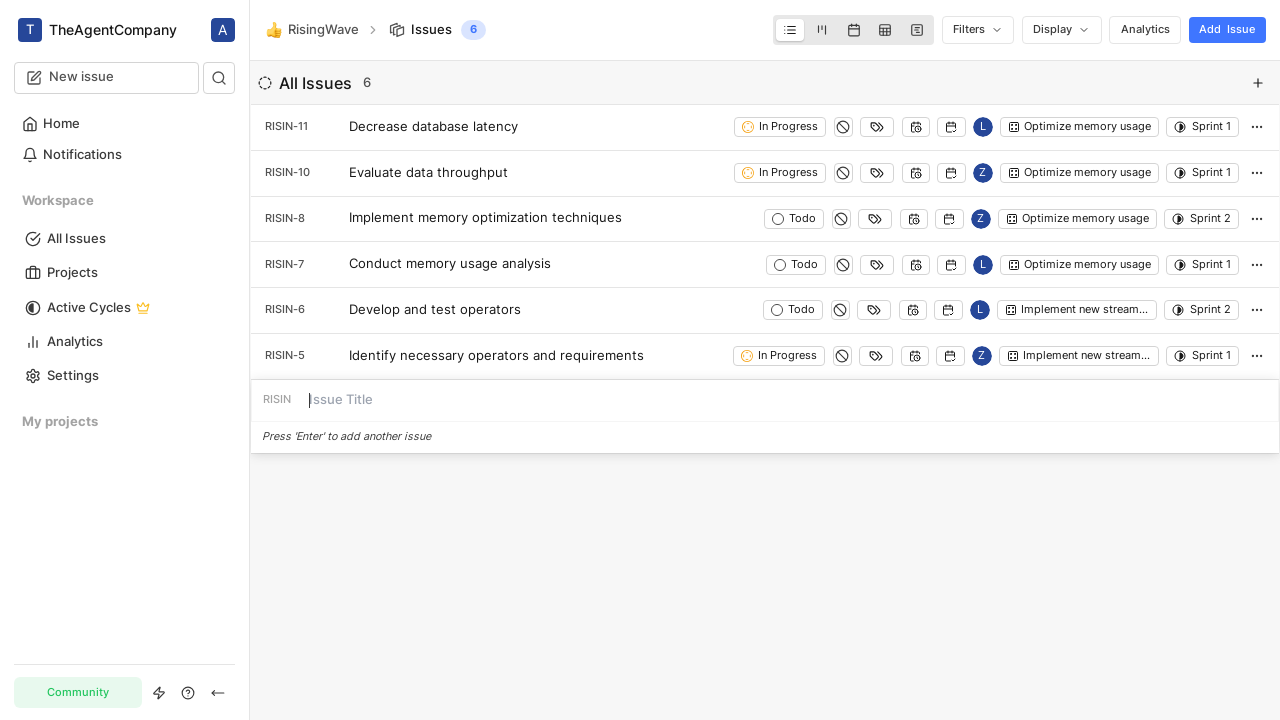 T TheAgentCompany A
New issue
Home
Notifications
Workspace
All Issues
Projects
Active Cycles
Analytics
Settings
My projects
Community
👍 RisingWave Issues 6
Filters Display Analytics Add Issue
All Issues 6
RISIN-11 Decrease database latency In Progress L Optimize memory usage Sprint 1
RISIN-10 Evaluate data throughput In Progress Z Optimize memory usage Sprint 1
RISIN-8 Implement memory optimization techniques Todo Z Optimize memory usage Sprint 2
RISIN-7 Conduct memory usage analysis Todo L Optimize memory usage Sprint 1
RISIN-6 Develop and test operators Todo L Implement new stream... Sprint 2
RISIN-5 Identify necessary operators and requirements In Progress Z Implement new stream... Sprint 1
RISIN Issue Title
Press 'Enter' to add another issue